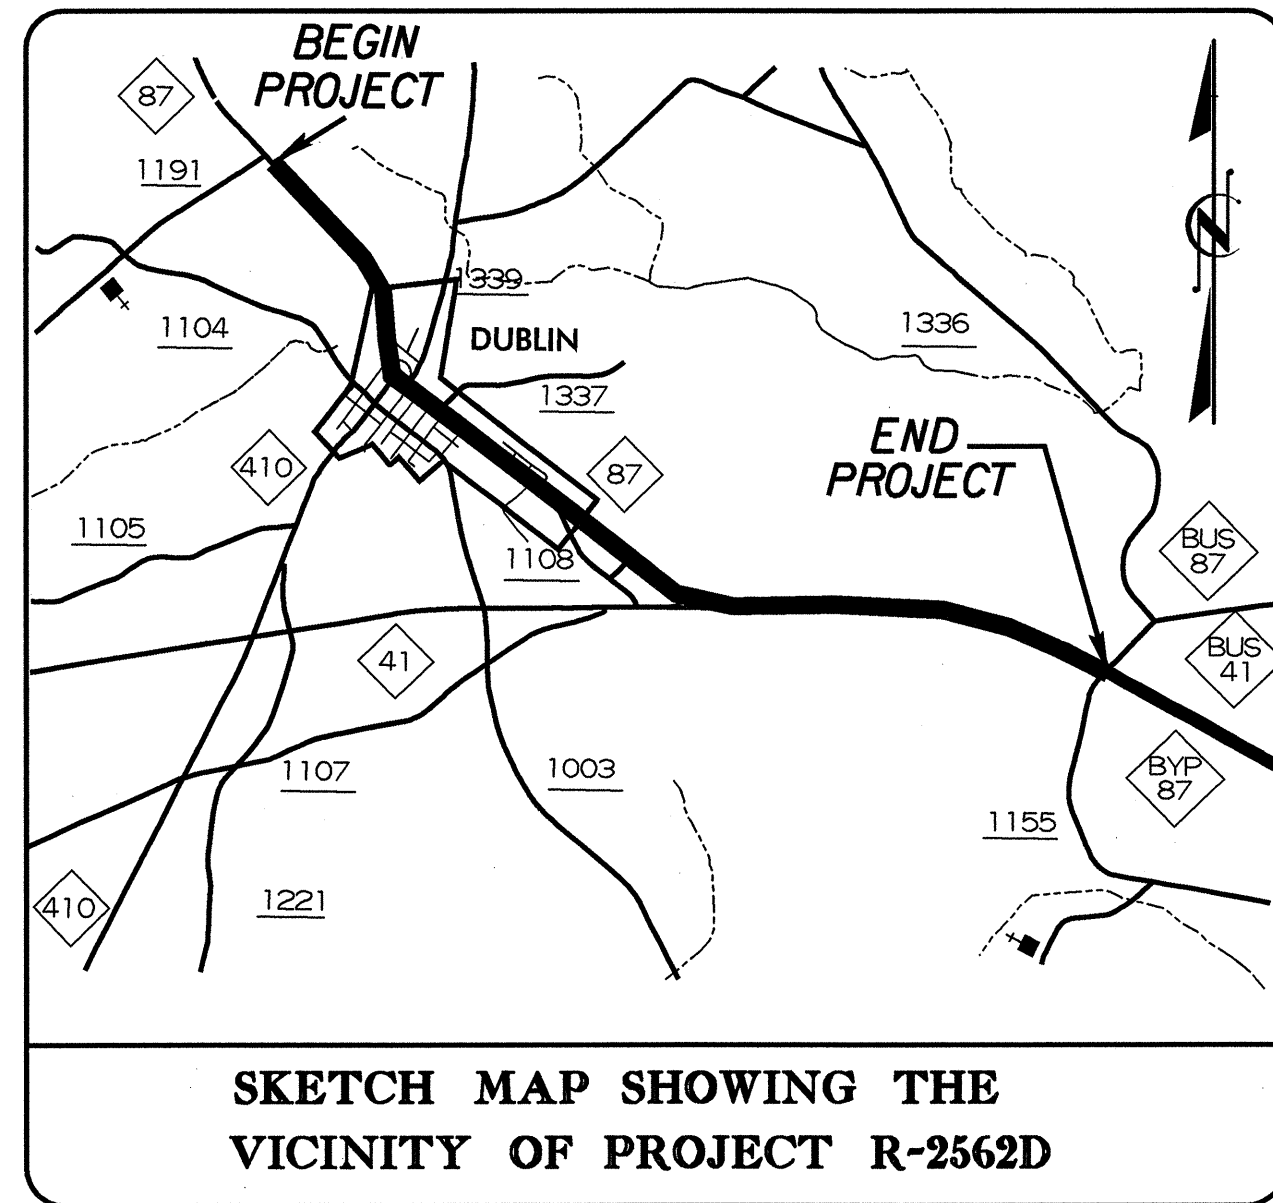 BEGIN
PROJECT
87
1191
N
1339
1104
DUBLIN
1336
1337
END
PROJECT
410
87
1105
1108
BUS
87
41
BUS
41
1107
1003
BYP
87
1155
1221
410
SKETCH MAP SHOWING THE
VICINITY OF PROJECT R-2562D